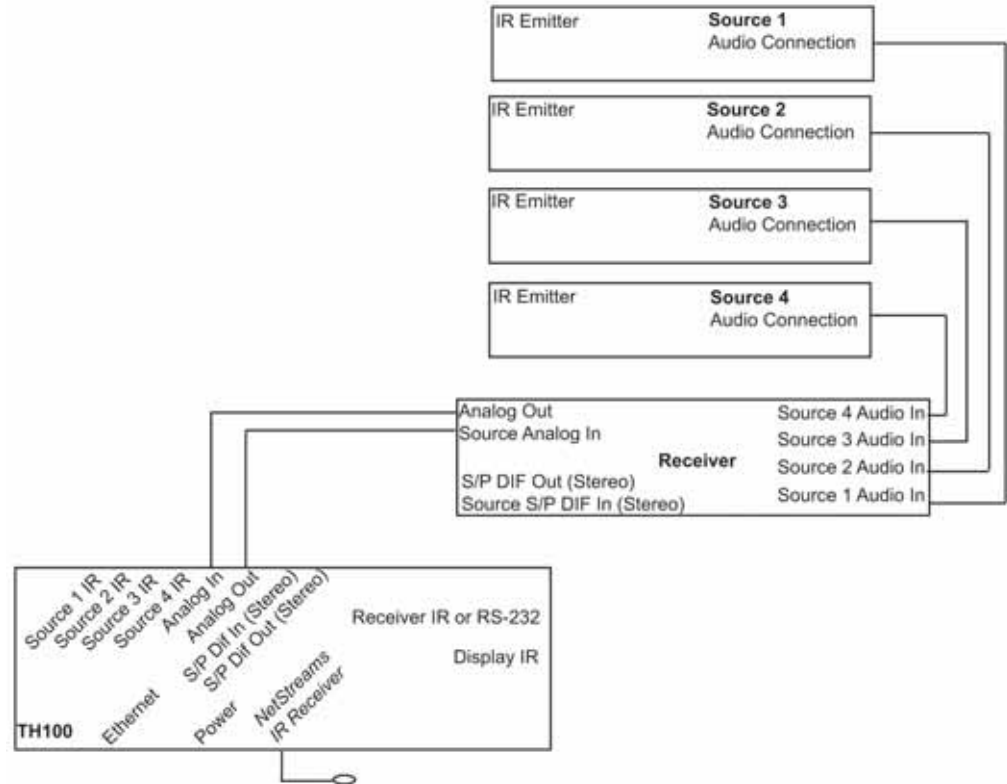 IR Emitter
Source 1
Audio Connection
IR Emitter
Source 2
Audio Connection
IR Emitter
Source 3
Audio Connection
IR Emitter
Source 4
Audio Connection
Analog Out
Source Analog In
Receiver
S/P DIF Out (Stereo)
Source S/P DIF In (Stereo)
Source 4 Audio In
Source 3 Audio In
Source 2 Audio In
Source 1 Audio In
Source 1 IR
Source 2 IR
Source 3 IR
Source 4 IR
Analog In
Analog Out
S/P Dif In (Stereo)
S/P Dif Out (Stereo)
Receiver IR or RS-232
Display IR
TH100
Ethernet
Power
NetStreams
IR Receiver